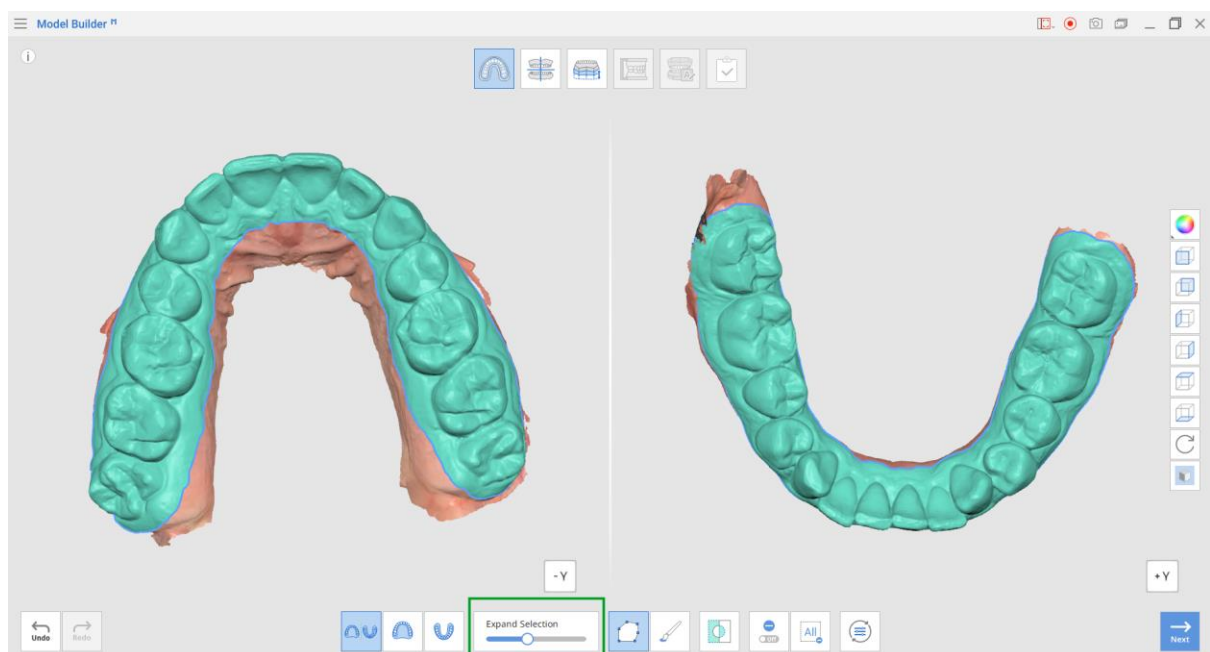 Model Builder
i
- Y
+ Y
Undo
Redo
Expand Selection
All
Next